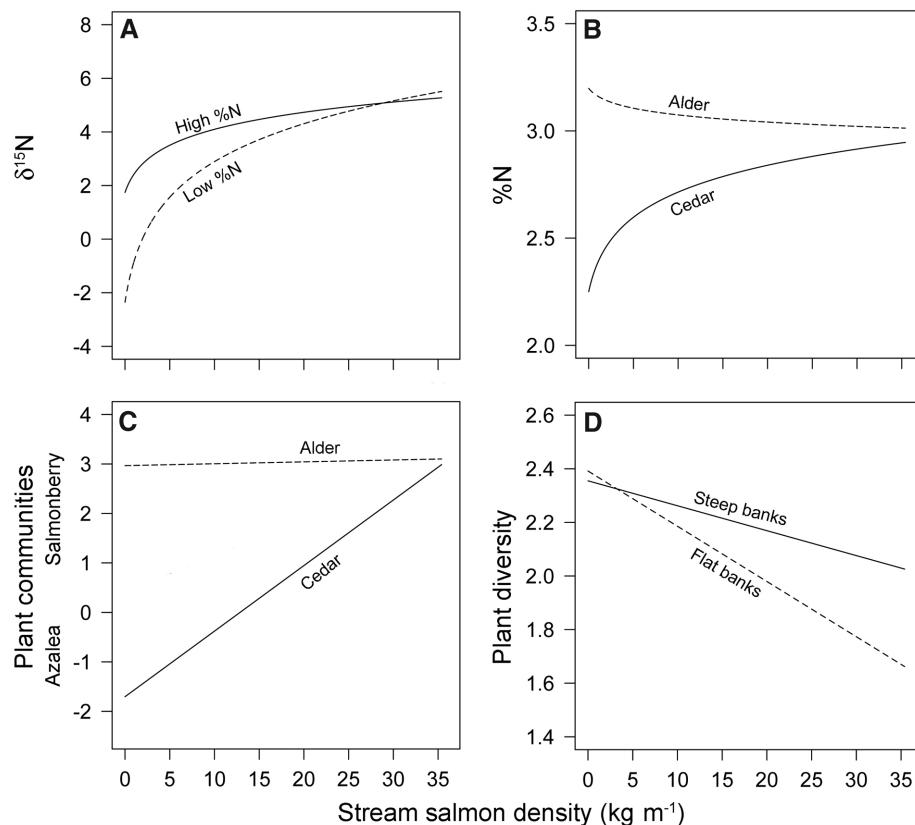 A
δ15N
8
6
4
2
0
-2
-4
High %N
Low %N
B
%N
3.5
3.0
2.5
2.0
Alder
Cedar
C
Plant communities
Azalea Salmonberry
4
3
2
1
0
-1
-2
Alder
Cedar
0 5 10 15 20 25 30 35
D
Plant diversity
2.6
2.4
2.2
2.0
1.8
1.6
1.4
Steep banks
Flat banks
0 5 10 15 20 25 30 35
Stream salmon density (kg m-1)